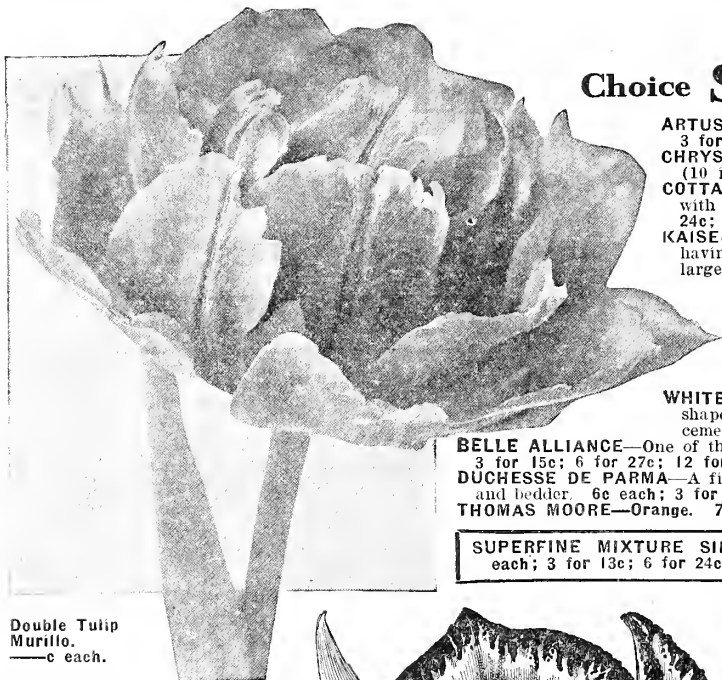 Choice S
ARTUS
3 for
CHRYS
(10 i
COTTA
with
24c;
KAISE
havin
large
WHITE
shape
ceme
BELLE ALLIANCE—One of th
3 for 15c; 6 for 27c; 12 for
DUCHESSE DE PARMA—A fi
and bedder. 6c each; 3 for
THOMAS MOORE—Orange. 7
SUPERFINE MIXTURE SI
each; 3 for 13c; 6 for 24c
Double Tulip
Murillo.
——c each.